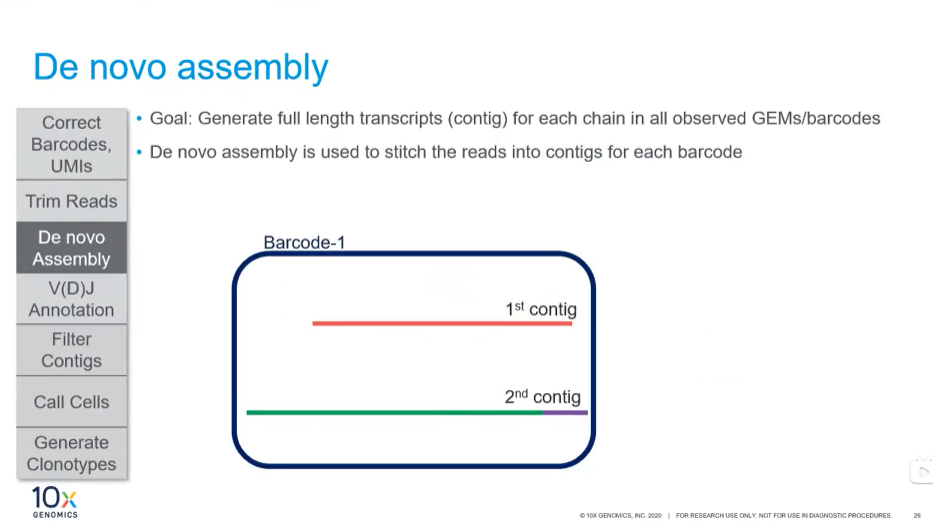 De novo assembly
Correct
Barcodes,
UMIs
Trim Reads
De novo
Assembly
V(D)J
Annotation
Filter
Contigs
Call Cells
Generate
Clonotypes
• Goal: Generate full length transcripts (contig) for each chain in all observed GEMs/barcodes
• De novo assembly is used to stitch the reads into contigs for each barcode
Barcode-1
1st contig
2nd contig
10x
GENOMICS
© 10X GENOMICS, INC. 2020 | FOR RESEARCH USE ONLY. NOT FOR USE IN DIAGNOSTIC PROCEDURES. 29